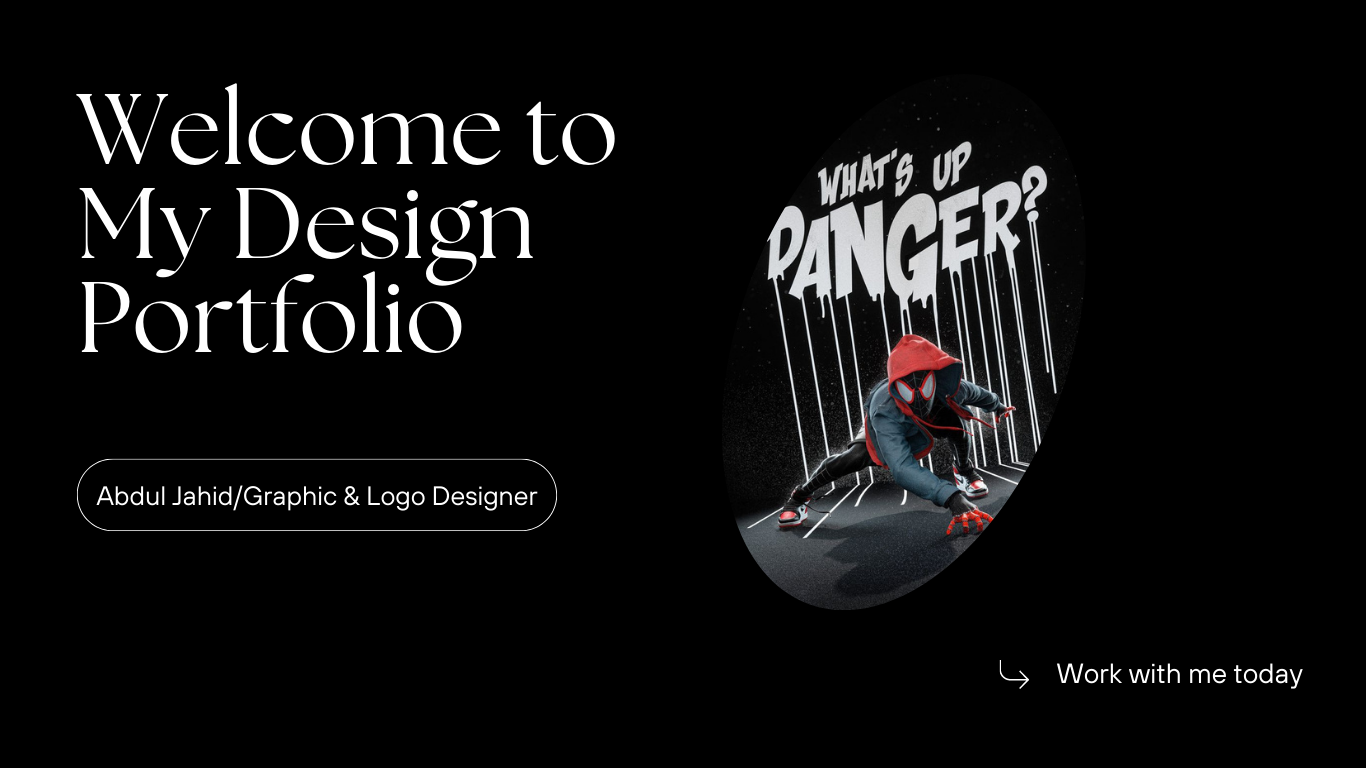 Welcome to
My Design
Portfolio
WHAT'S UP
DANGER?
Abdul Jahid/Graphic & Logo Designer
Work with me today